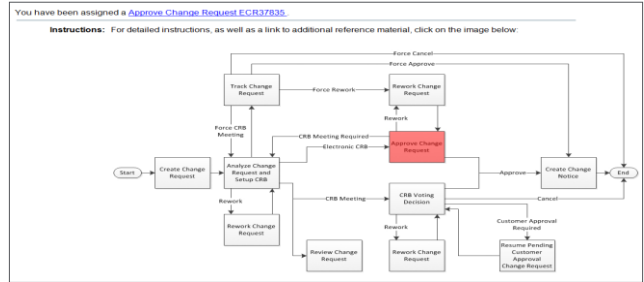 You have been assigned a Approve Change Request ECR37835.
Instructions: For detailed instructions, as well as a link to additional reference material, click on the image below:
Force Cancel
Force Approve
Track Change
Request
Force Rework
Rework Change
Request
Force CRB
Meeting
Rework
CRB Meeting Required
Electronic CRB
Approve Change
Request
Start
Create Change
Request
Analyze Change
Request and
Setup CRB
Approve
Create Change
Notice
End
Rework
CRB Meeting
CRB Voting
Decision
Cancel
Rework Change
Request
Rework
Customer Approval
Required
Review Change
Request
Rework Change
Request
Resume Pending
Customer
Approval
Change Request